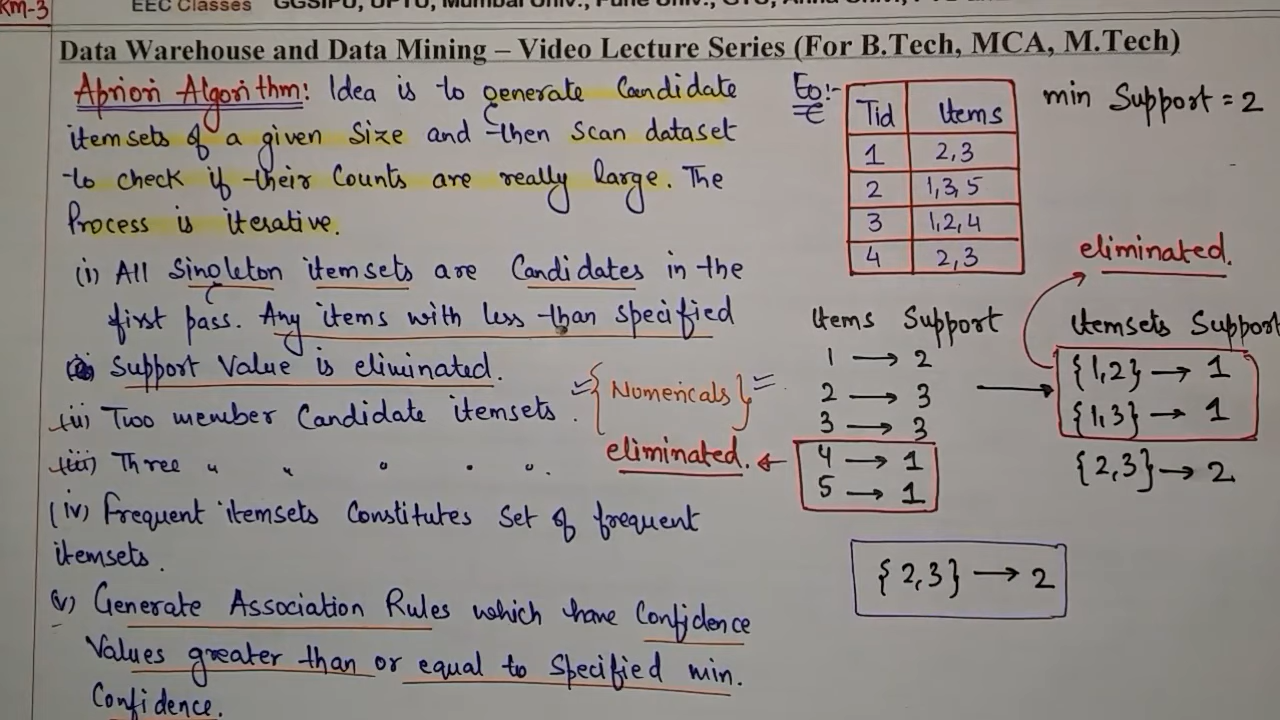 KM-3
EEC Classes
Data Warehouse and Data Mining – Video Lecture Series (For B.Tech, MCA, M.Tech)
Apriori Algorithm: Idea is to generate Candidate
itemsets of a given Size and then Scan dataset
to check if their Counts are really large. The
Process is iterative.
(i) All Singleton itemsets are Candidates in the
first pass. Any items with less than specified
Support Value is eliminated.
(ii) Two member Candidate itemsets.
(iii) Three " " " " ".
{Numericals}
(iv) Frequent itemsets Constitutes Set of frequent
itemsets.
(v) Generate Association Rules which have Confidence
Values greater than or equal to Specified min.
Confidence.
Eg:-
Tid Items
1 2,3
2 1,3,5
3 1,2,4
4 2,3
min Support = 2
Items Support
1 → 2
2 → 3
3 → 3
4 → 1
5 → 1
eliminated.
eliminated.
Itemsets Support
{1,2} → 1
{1,3} → 1
{2,3} → 2
{2,3} → 2